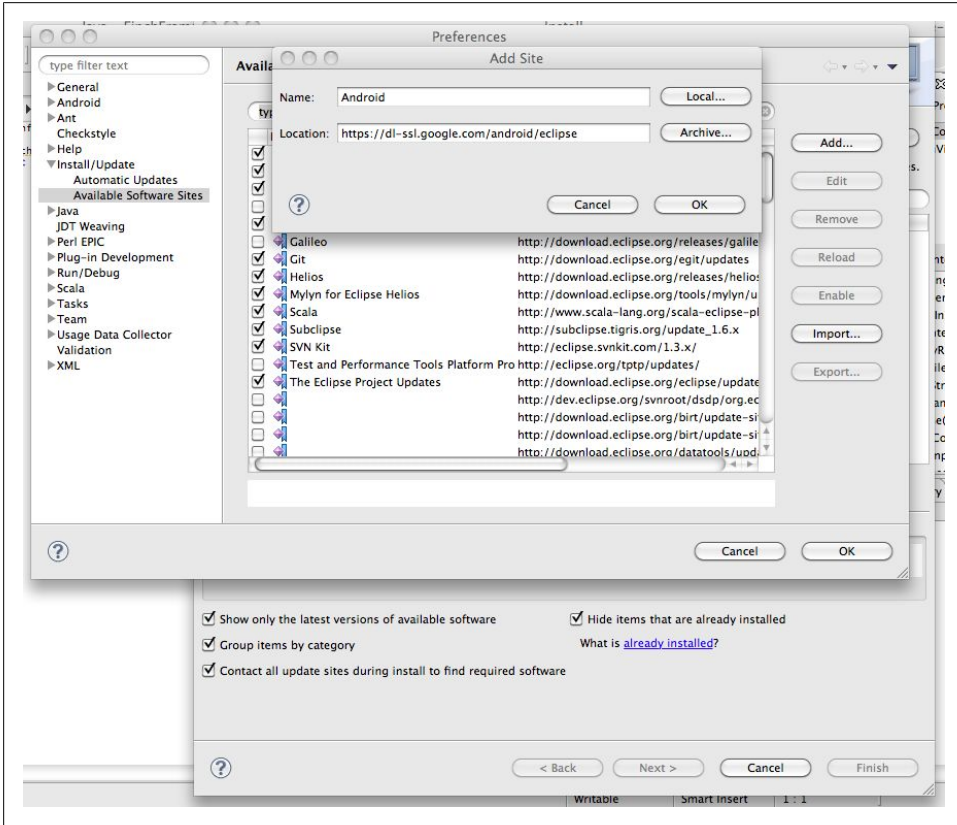 Install
Preferences
type filter text
General
Android
Ant
Checkstyle
Help
Install/Update
Automatic Updates
Available Software Sites
Java
JDT Weaving
Perl EPIC
Plug-in Development
Run/Debug
Scala
Tasks
Team
Usage Data Collector
Validation
XML
Availa
Add Site
Name: Android
Local...
Location: https://dl-ssl.google.com/android/eclipse
Archive...
? Cancel OK
Galileo http://download.eclipse.org/releases/galile
Git http://download.eclipse.org/egit/updates
Helios http://download.eclipse.org/releases/helios
Mylyn for Eclipse Helios http://download.eclipse.org/tools/mylyn/u
Scala http://www.scala-lang.org/scala-eclipse-pl
Subclipse http://subclipse.tigris.org/update_1.6.x
SVN Kit http://eclipse.svnkit.com/1.3.x/
Test and Performance Tools Platform Pro http://eclipse.org/tptp/updates/
The Eclipse Project Updates http://download.eclipse.org/eclipse/update
http://dev.eclipse.org/svnroot/dsdp/org.ec
http://download.eclipse.org/birt/update-si
http://download.eclipse.org/birt/update-si
http://download.eclipse.org/datatools/upd
Add...
Edit
Remove
Reload
Enable
Import...
Export...
? Cancel OK
Show only the latest versions of available software
Hide items that are already installed
Group items by category
What is already installed?
Contact all update sites during install to find required software
? < Back Next > Cancel Finish
Writable Smart Insert 1 : 1